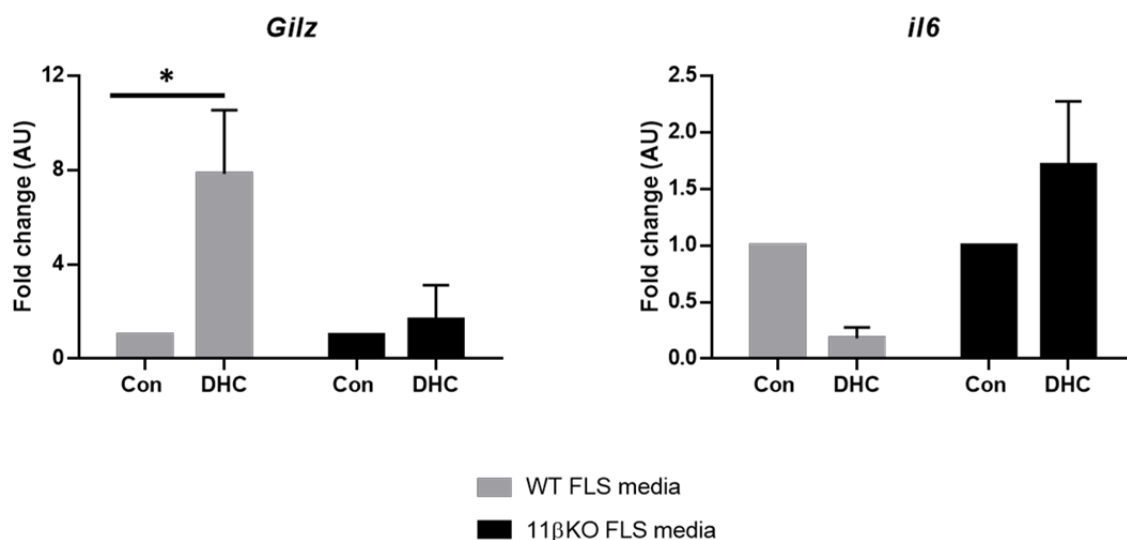 Gilz
Fold change (AU)
12
8
4
0
*
Con
DHC
Con
DHC
il6
Fold change (AU)
2.5
2.0
1.5
1.0
0.5
0.0
Con
DHC
Con
DHC
WT FLS media
11βKO FLS media